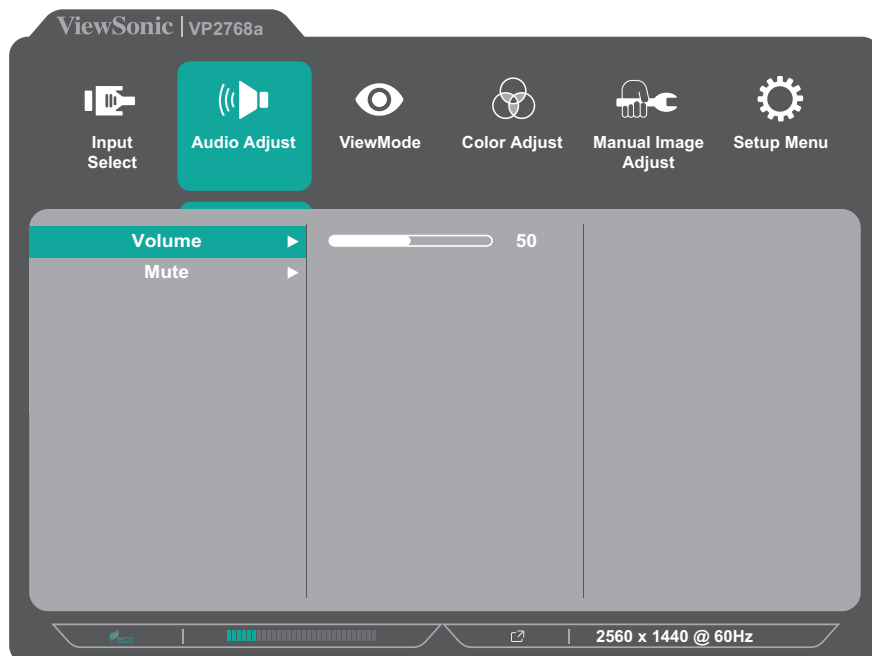 ViewSonic | VP2768a
Input
Select
Audio Adjust
ViewMode
Color Adjust
Manual Image
Adjust
Setup Menu
Volume
50
Mute
eco
2560 x 1440 @ 60Hz